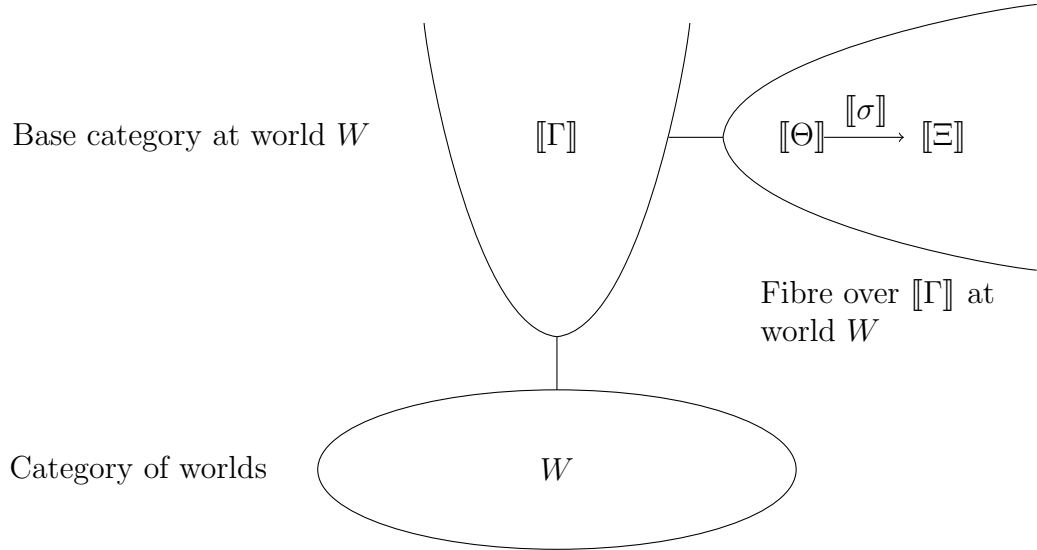 Base category at world W
⟦Γ⟧
⟦Θ⟧ ⟦σ⟧ ⟦Ξ⟧
Fibre over ⟦Γ⟧ at
world W
Category of worlds
W